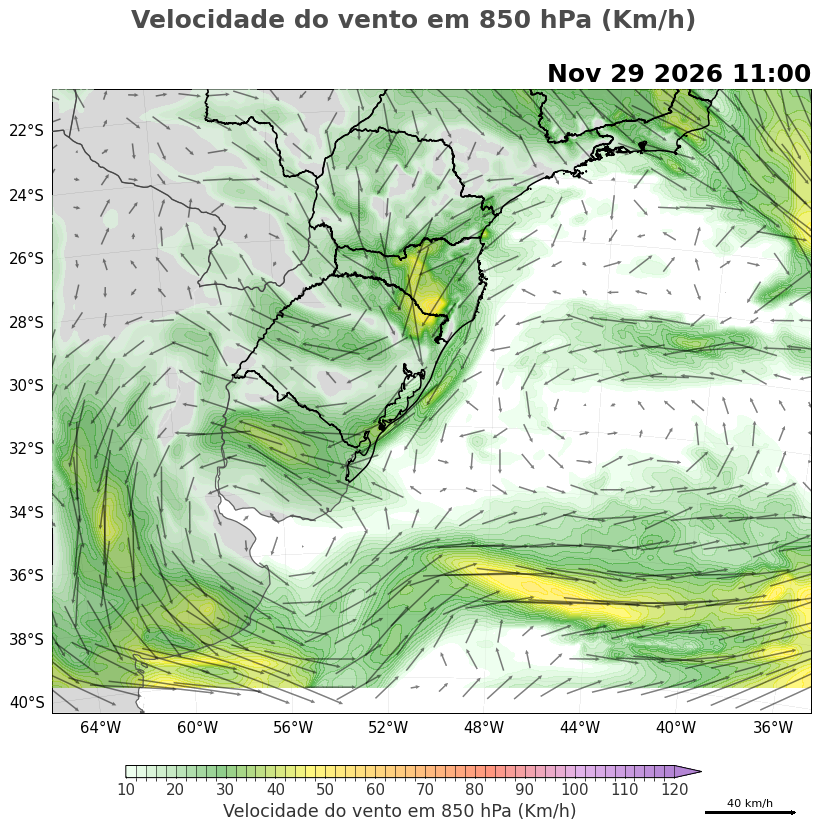 Velocidade do vento em 850 hPa (Km/h)
Nov 29 2026 11:00
22°S
24°S
26°S
28°S
30°S
32°S
34°S
36°S
38°S
40°S
64°W 60°W 56°W 52°W 48°W 44°W 40°W 36°W
10 20 30 40 50 60 70 80 90 100 110 120
Velocidade do vento em 850 hPa (Km/h)
40 km/h